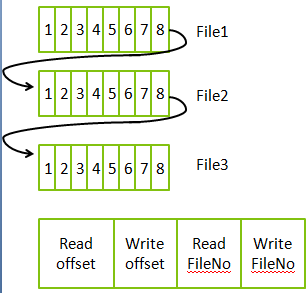 1 2 3 4 5 6 7 8 File1
1 2 3 4 5 6 7 8 File2
1 2 3 4 5 6 7 8 File3
Read offset
Write offset
Read FileNo
Write FileNo